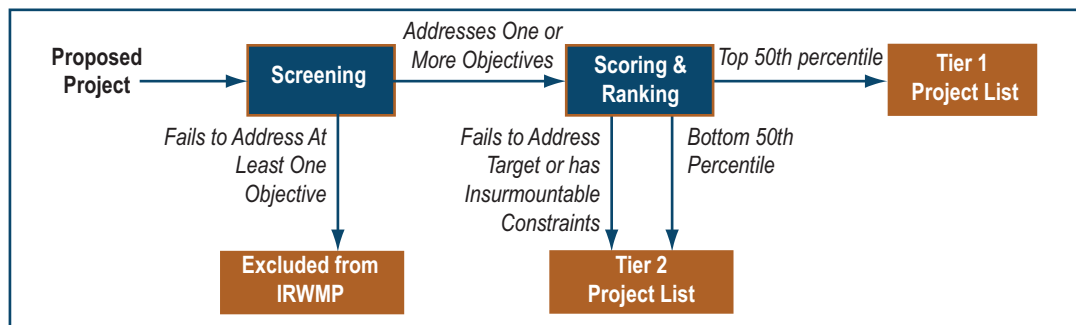 Proposed
Project
Screening
Addresses One or
More Objectives
Scoring &
Ranking
Top 50th percentile
Tier 1
Project List
Fails to Address At
Least One
Objective
Fails to Address
Target or has
Insurmountable
Constraints
Bottom 50th
Percentile
Excluded from
IRWMP
Tier 2
Project List